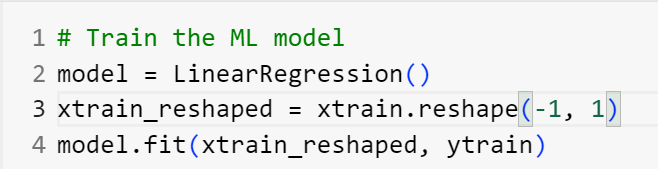 1 # Train the ML model
2 model = LinearRegression()
3 xtrain_reshaped = xtrain.reshape(-1, 1)
4 model.fit(xtrain_reshaped, ytrain)